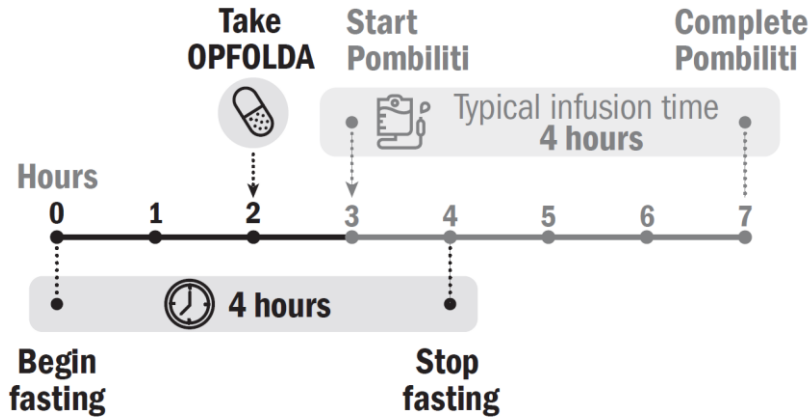 Take
OPFOLDA
Start
Pombiliti
Complete
Pombiliti
Typical infusion time
4 hours
Hours
0 1 2 3 4 5 6 7
4 hours
Begin
fasting
Stop
fasting